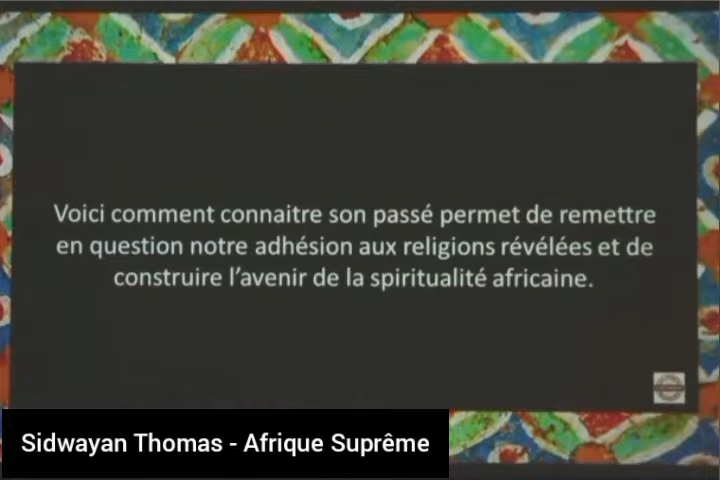 Voici comment connaitre son passé permet de remettre
en question notre adhésion aux religions révélées et de
construire l’avenir de la spiritualité africaine.
Sidwayan Thomas - Afrique Suprême